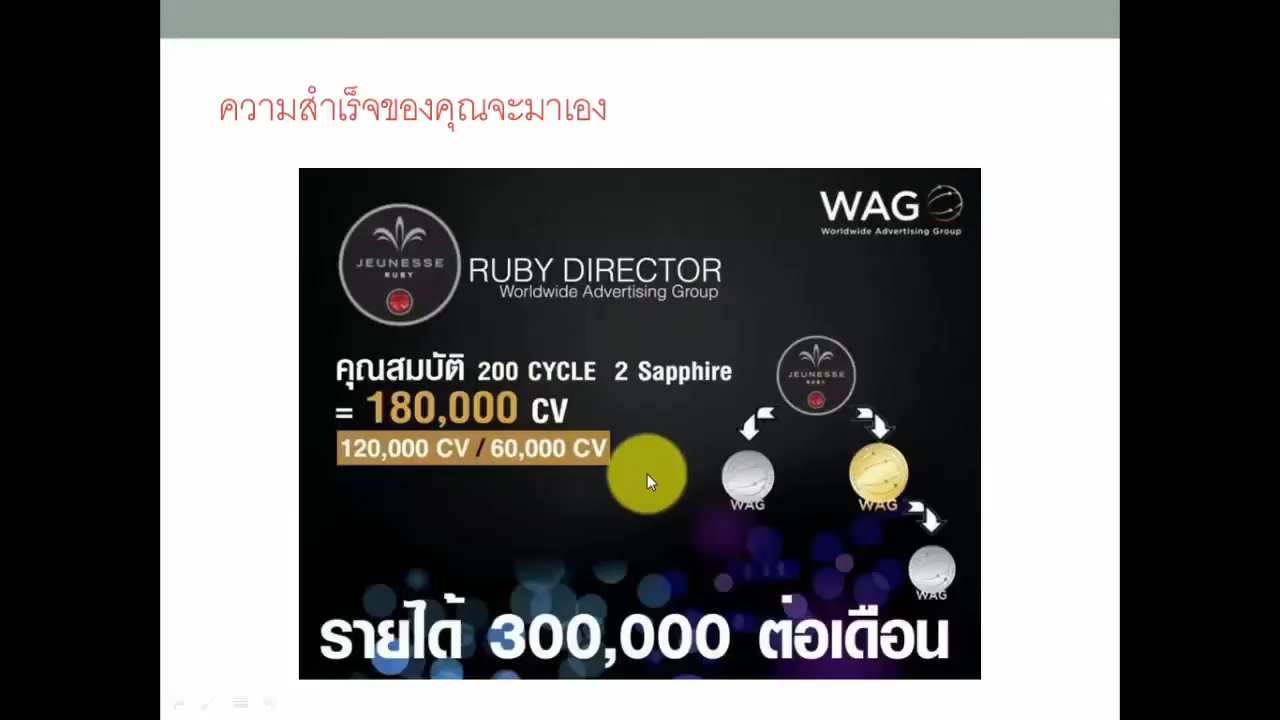 ความสำเร็จของคุณจะมาเอง
WAG
Worldwide Advertising Group
JEUNESSE
RUBY
RUBY DIRECTOR
Worldwide Advertising Group
คุณสมบัติ 200 CYCLE 2 Sapphire
= 180,000 CV
120,000 CV / 60,000 CV
JEUNESSE
RUBY
WAG
WAG
WAG
รายได้ 300,000 ต่อเดือน